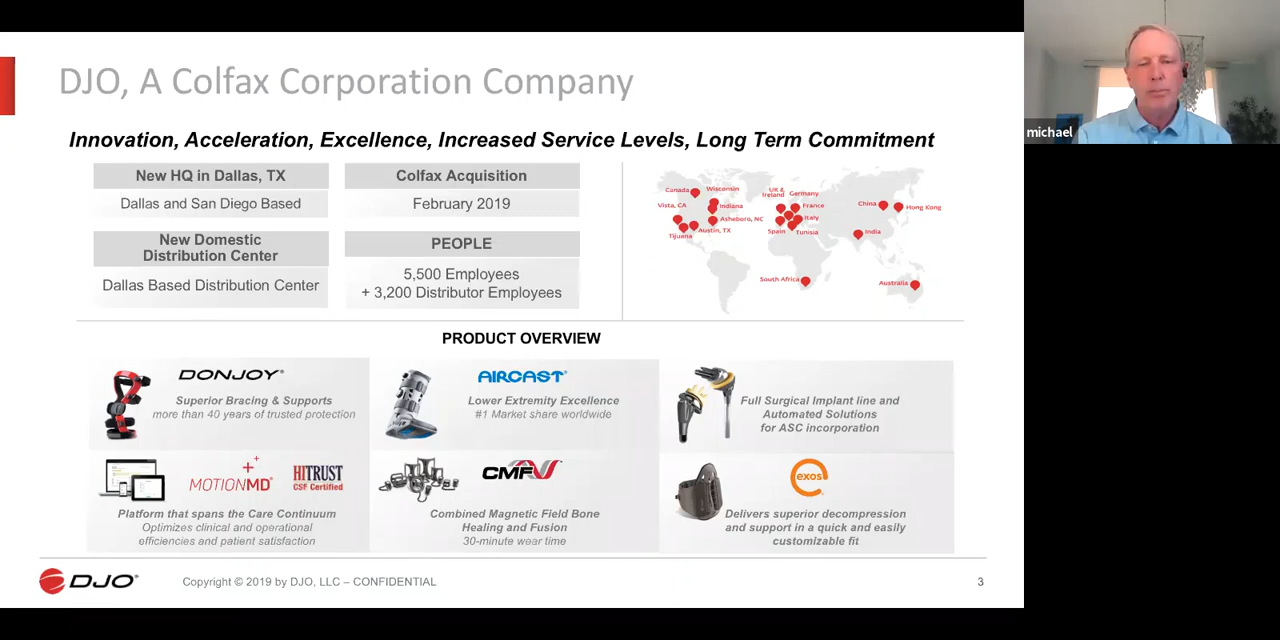 DJO, A Colfax Corporation Company
michael
Innovation, Acceleration, Excellence, Increased Service Levels, Long Term Commitment
New HQ in Dallas, TX
Dallas and San Diego Based
Colfax Acquisition
February 2019
New Domestic
Distribution Center
Dallas Based Distribution Center
PEOPLE
5,500 Employees
+ 3,200 Distributor Employees
Canada
Wisconsin
Vista, CA
Indiana
Asheboro, NC
Tijuana
Austin, TX
UK &
Ireland
Germany
France
Italy
Spain
Tunisia
China
Hong Kong
India
South Africa
Australia
PRODUCT OVERVIEW
DONJOY®
Superior Bracing & Supports
more than 40 years of trusted protection
AIRCAST®
Lower Extremity Excellence
#1 Market share worldwide
Full Surgical Implant line and
Automated Solutions
for ASC incorporation
MOTIONMD
HITRUST
CSF Certified
Platform that spans the Care Continuum
Optimizes clinical and operational
efficiencies and patient satisfaction
CMF
Combined Magnetic Field Bone
Healing and Fusion
30-minute wear time
exos
Delivers superior decompression
and support in a quick and easily
customizable fit
DJO®
Copyright © 2019 by DJO, LLC – CONFIDENTIAL
3